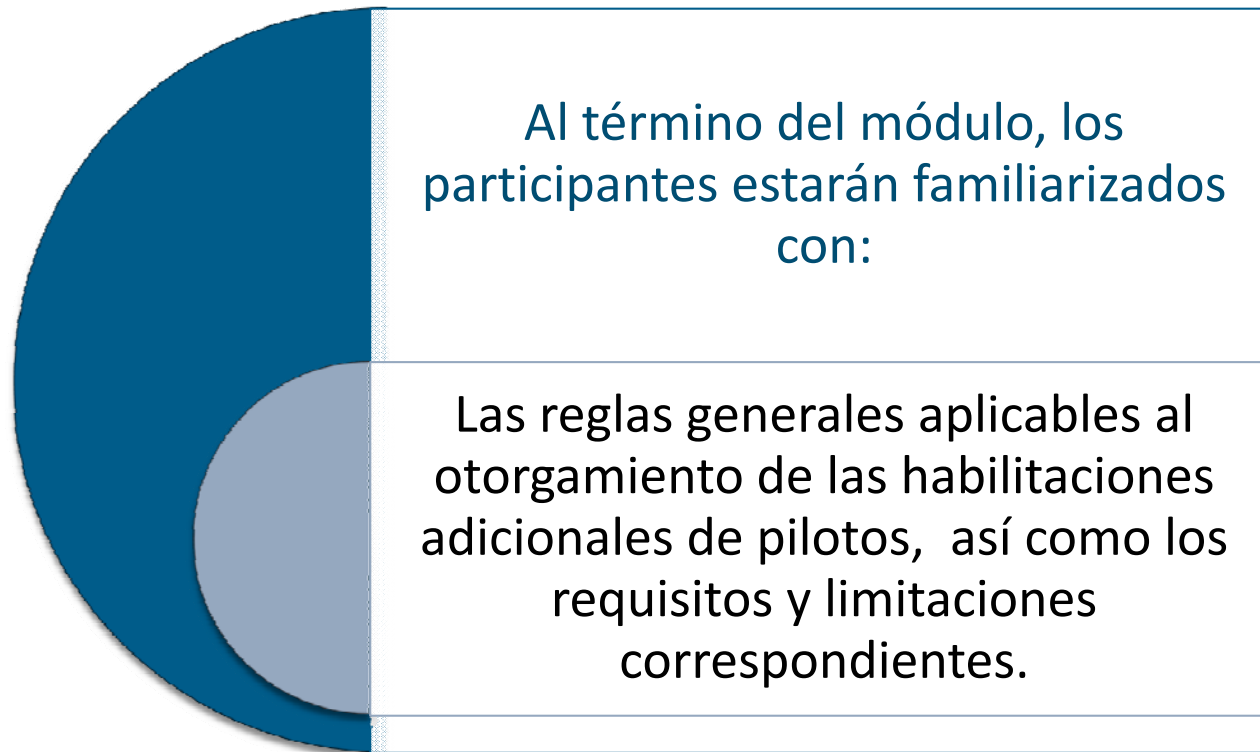 Al término del módulo, los
participantes estarán familiarizados
con:
Las reglas generales aplicables al
otorgamiento de las habilitaciones
adicionales de pilotos,  así como los
requisitos y limitaciones
correspondientes.